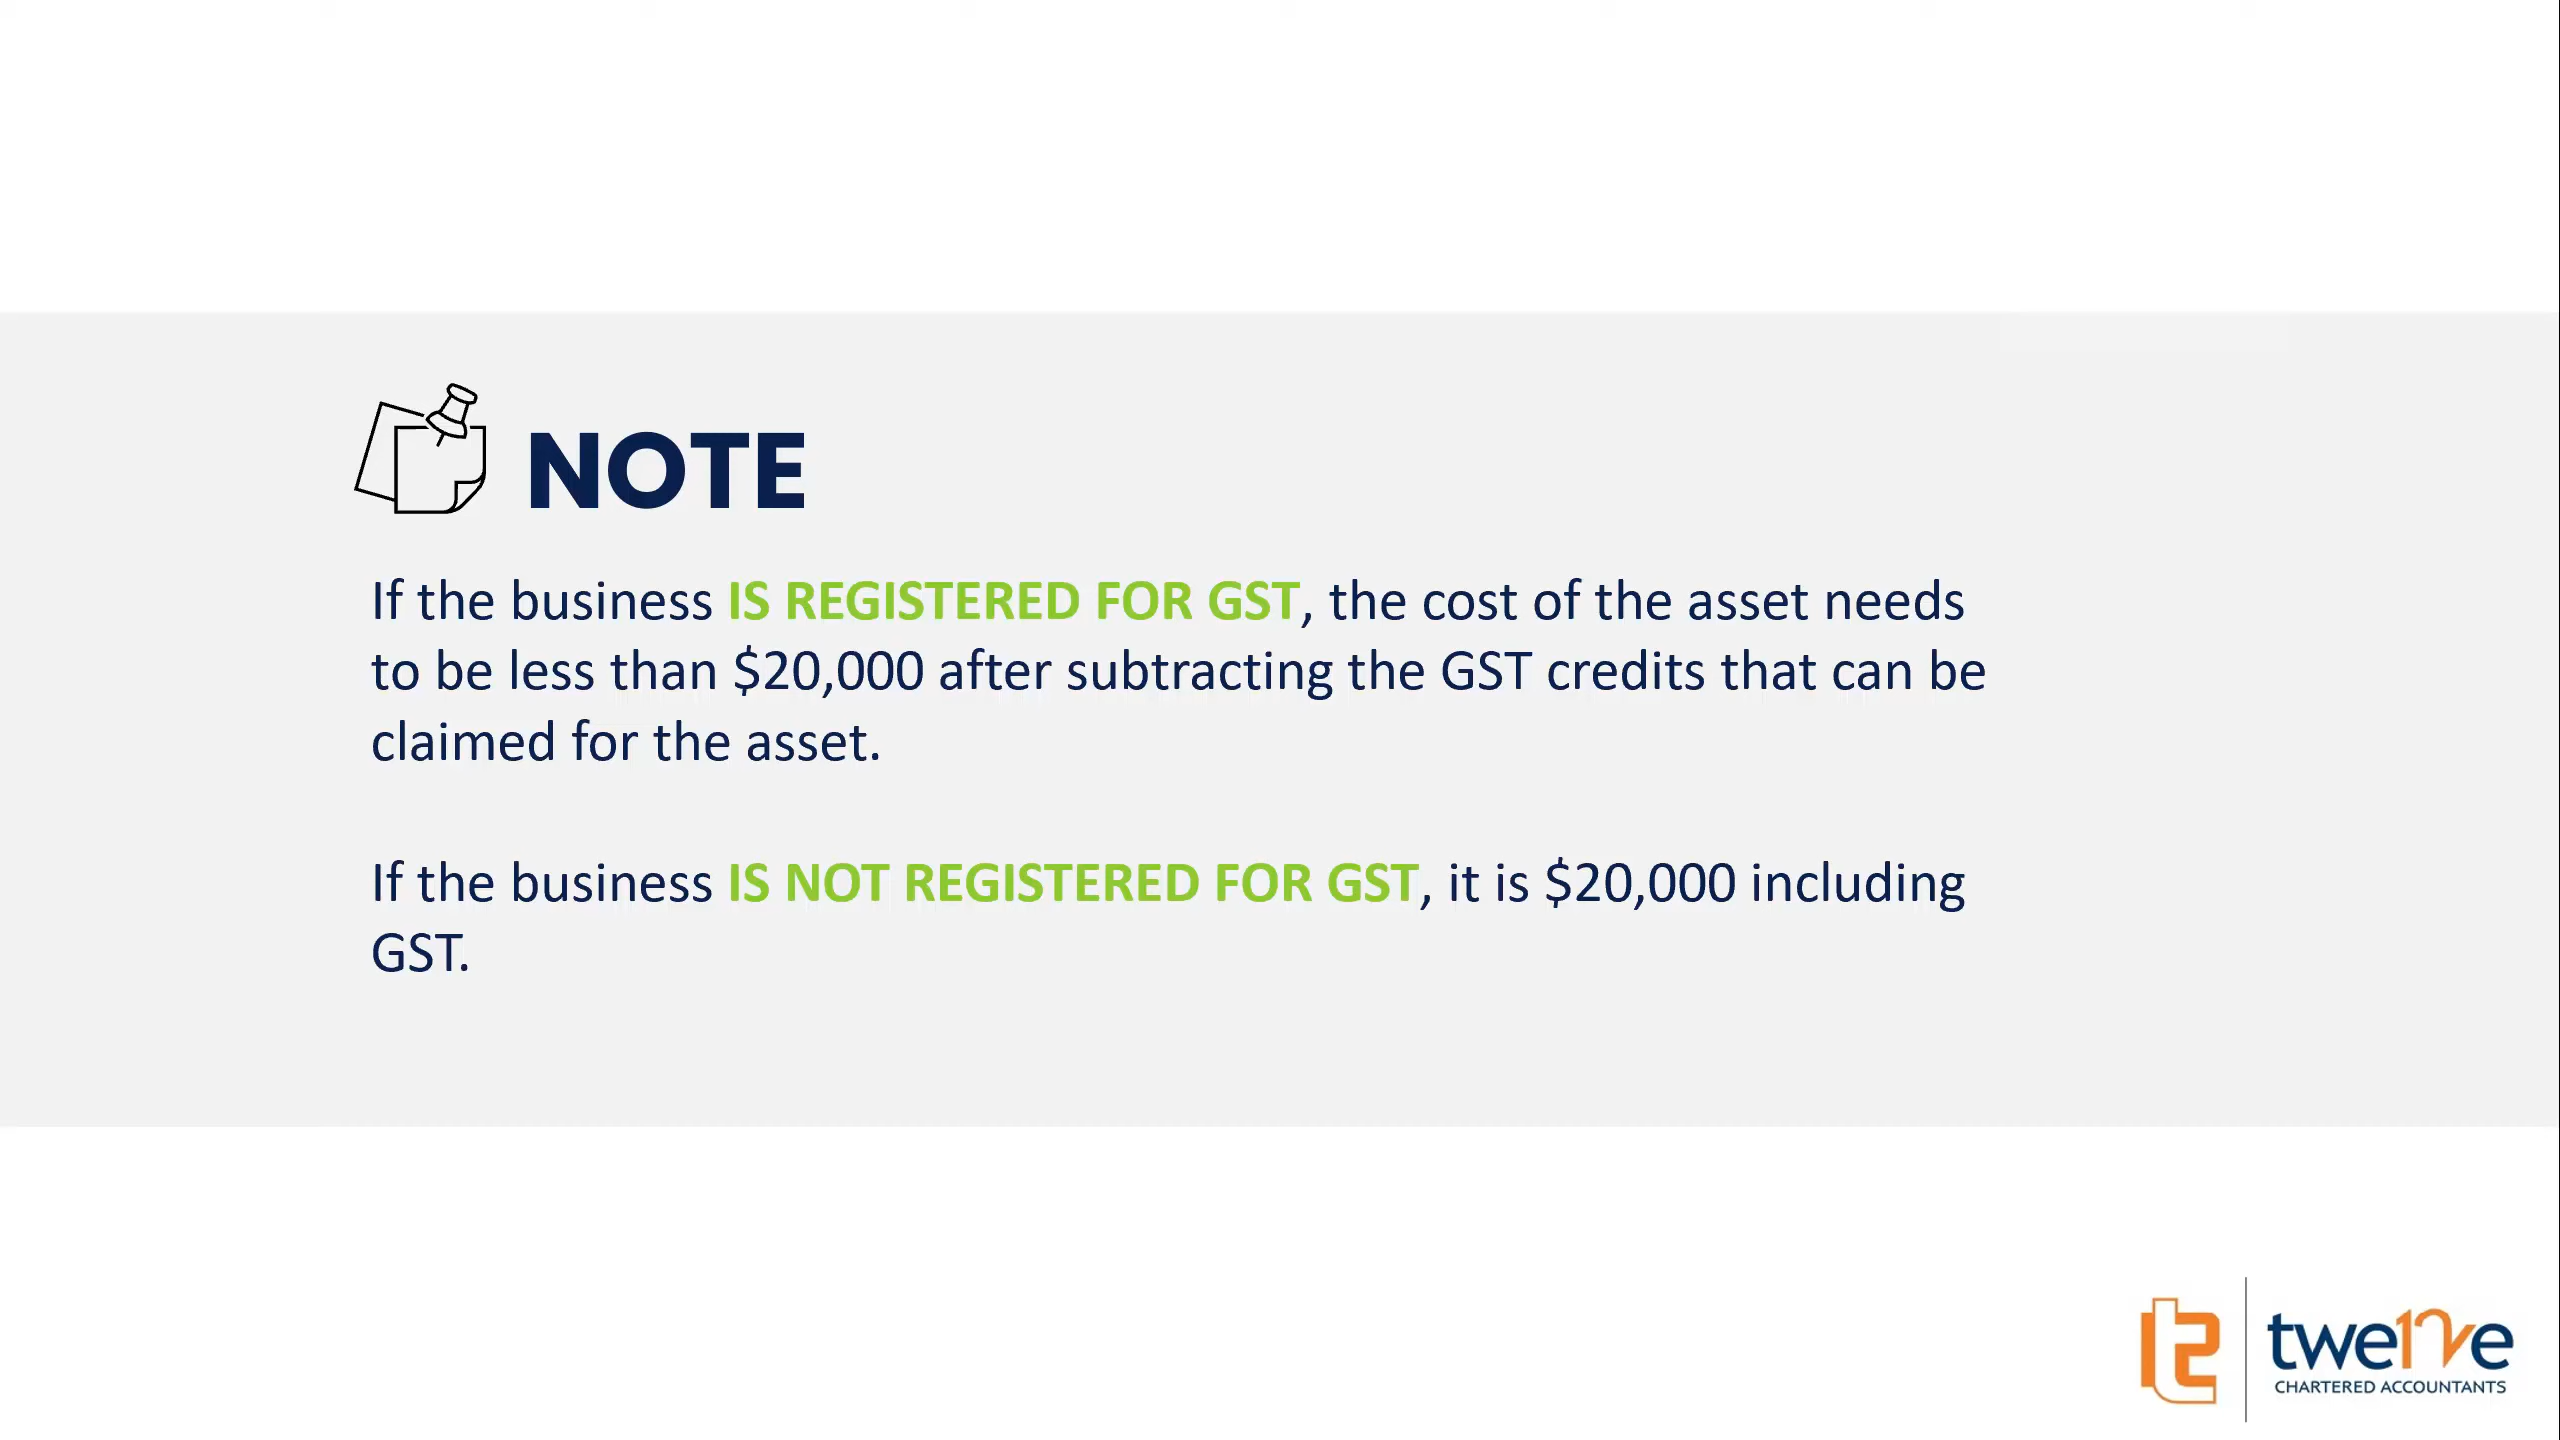 NOTE
If the business IS REGISTERED FOR GST, the cost of the asset needs
to be less than $20,000 after subtracting the GST credits that can be
claimed for the asset.
If the business IS NOT REGISTERED FOR GST, it is $20,000 including
GST.
twe12ve
CHARTERED ACCOUNTANTS